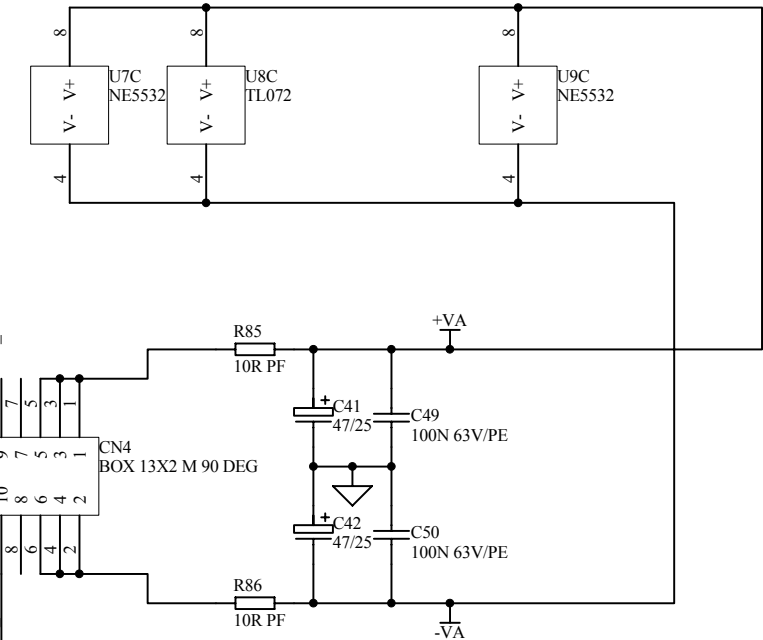 8
8
8
U7C
NE5532
V+
V-
U8C
TL072
V+
V-
U9C
NE5532
V+
V-
4
4
4
+VA
R85
10R PF
7
5
3
1
C41
47/25
C49
100N 63V/PE
9
7
5
3
1
CN4
BOX 13X2 M 90 DEG
10
8
6
4
2
C42
47/25
C50
100N 63V/PE
8
6
4
2
R86
10R PF
-VA